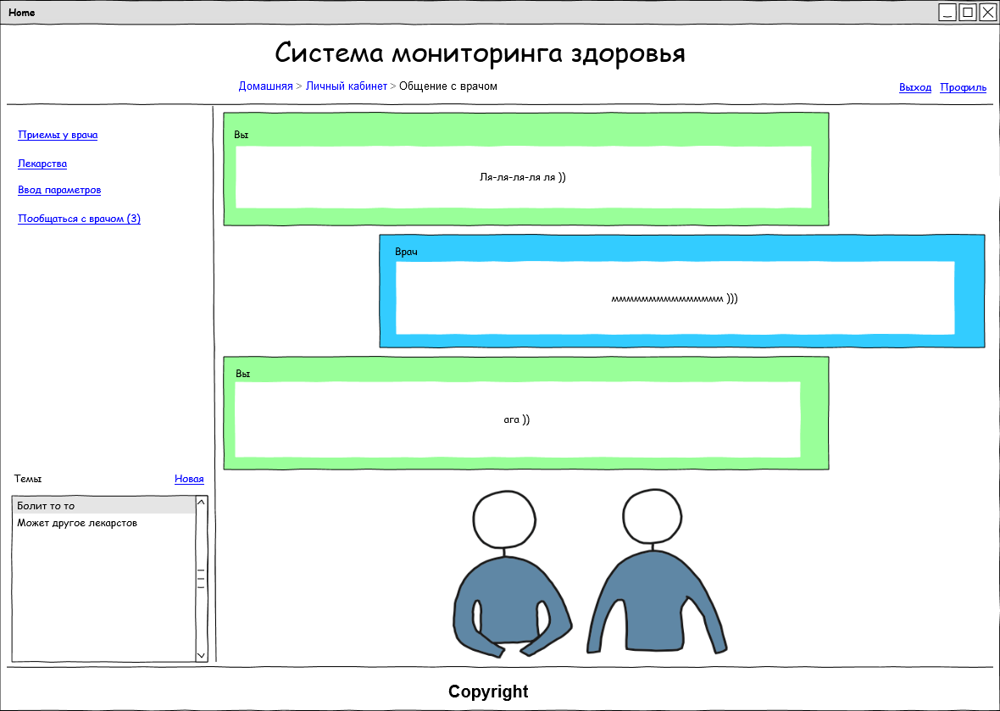 Home
Система мониторинга здоровья
Домашняя > Личный кабинет > Общение с врачом
Выход Профиль
Приемы у врача
Лекарства
Ввод параметров
Пообщаться с врачом (3)
Вы
Ля-ля-ля-ля ля ))
Врач
ммммммммммммммм )))
Вы
ага ))
Темы Новая
Болит то то
Может другое лекарстов
Copyright